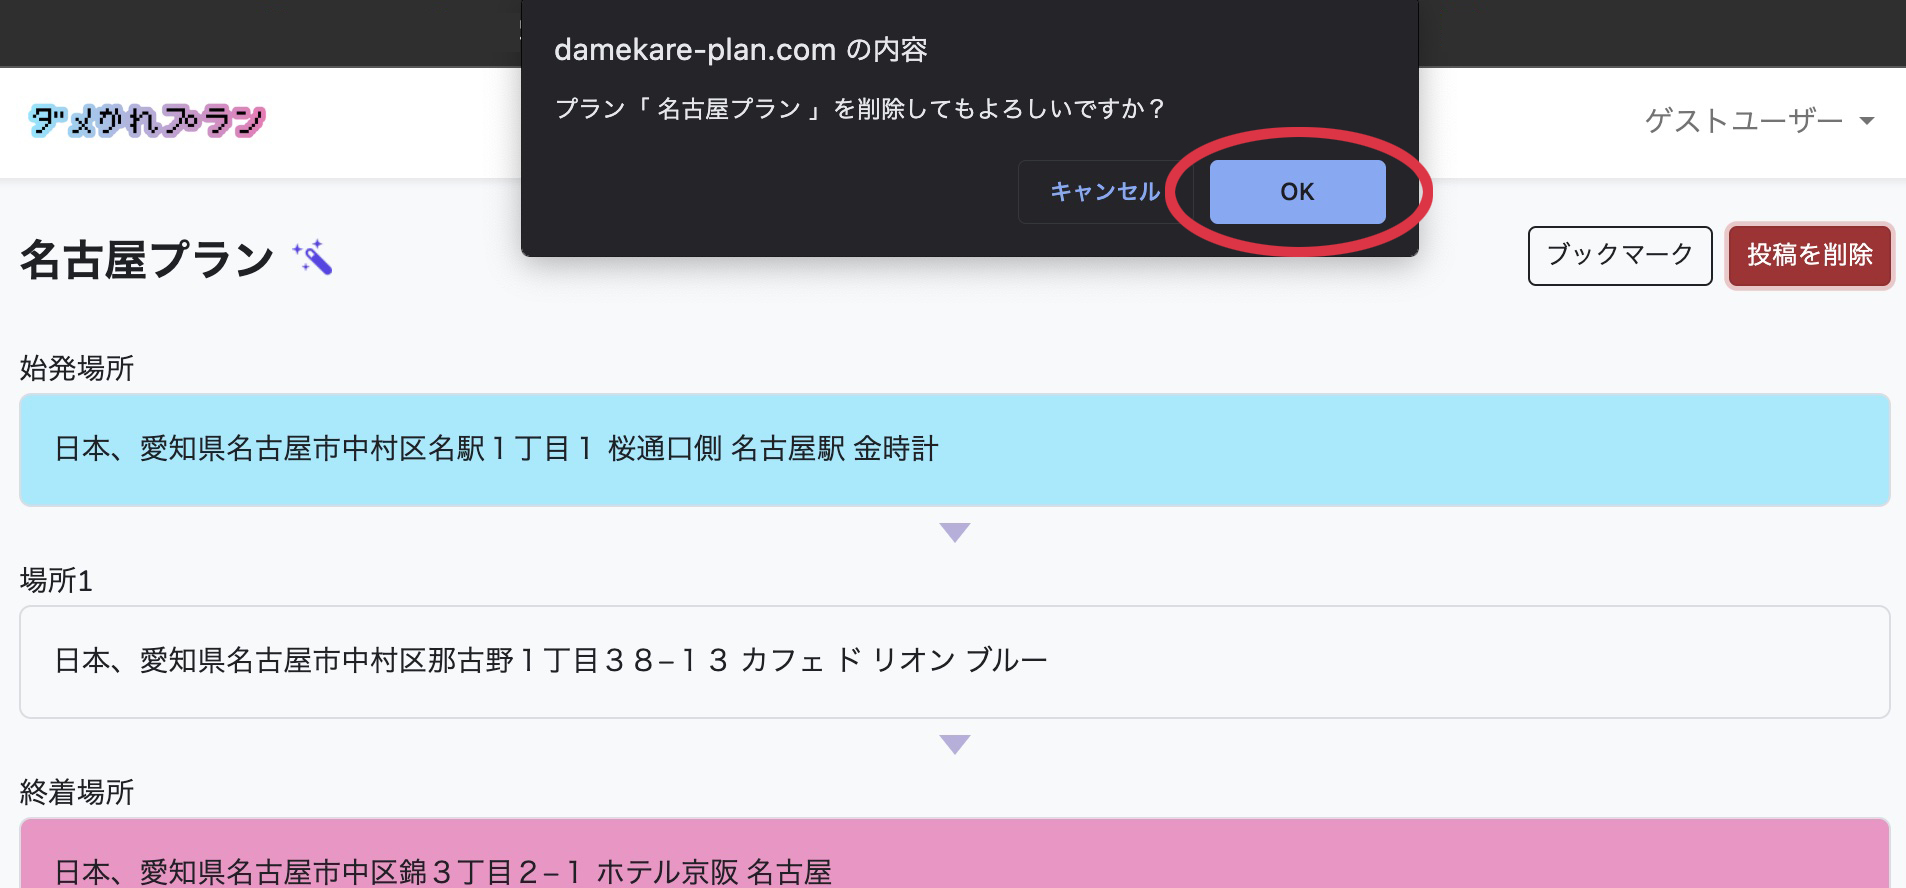 damekare-plan.com の内容
プラン「 名古屋プラン 」を削除してもよろしいですか？
キャンセル
OK
ダメかれプラン
ゲストユーザー
名古屋プラン
ブックマーク
投稿を削除
始発場所
日本、愛知県名古屋市中村区名駅１丁目１ 桜通口側 名古屋駅 金時計
場所1
日本、愛知県名古屋市中村区那古野１丁目３８−１３ カフェ ド リオン ブルー
終着場所
日本、愛知県名古屋市中区錦３丁目２−１ ホテル京阪 名古屋